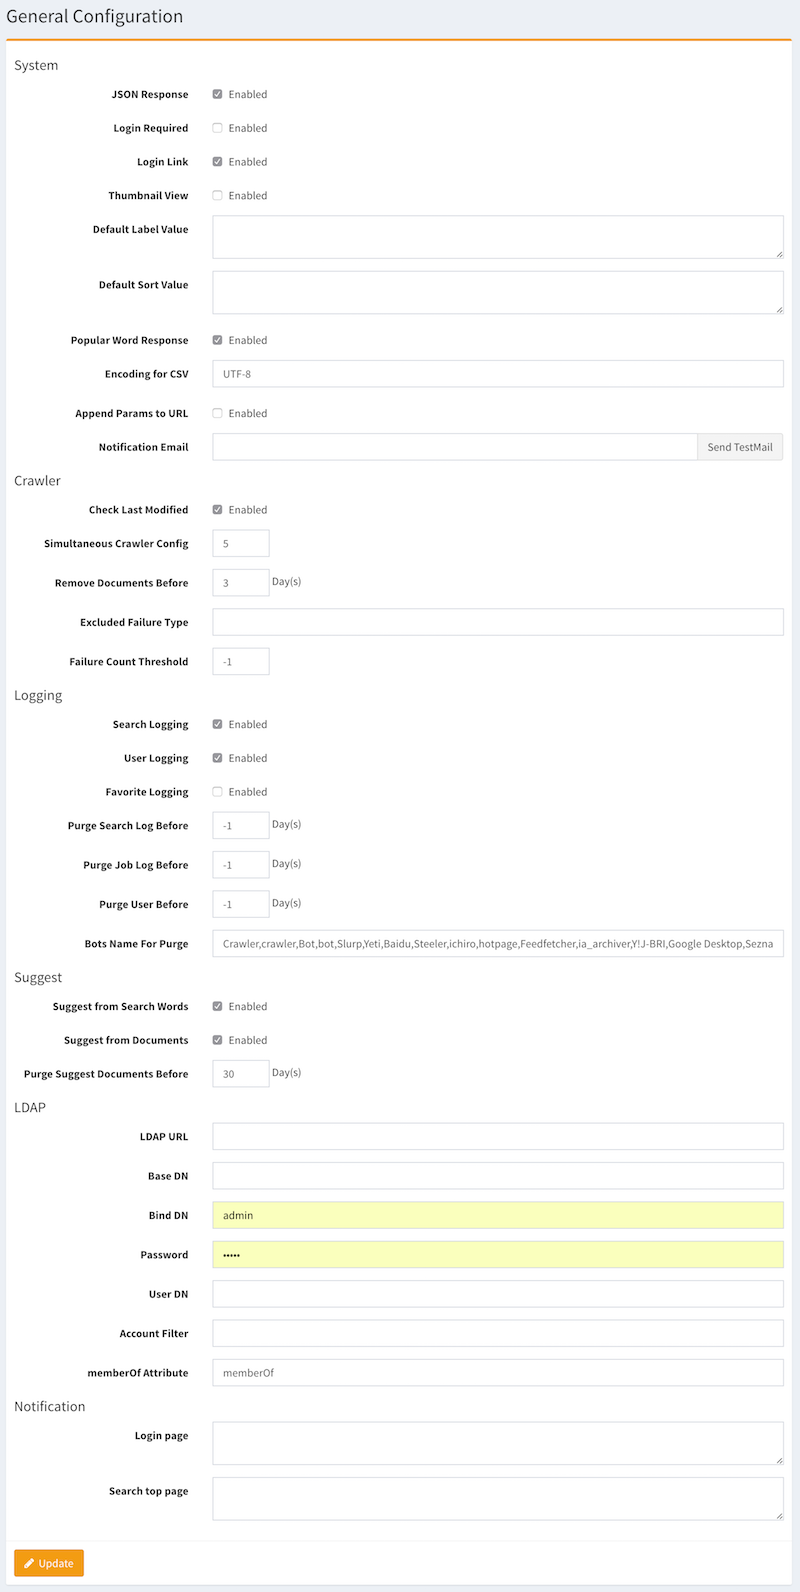 General Configuration
System
JSON Response Enabled
Login Required Enabled
Login Link Enabled
Thumbnail View Enabled
Default Label Value
Default Sort Value
Popular Word Response Enabled
Encoding for CSV UTF-8
Append Params to URL Enabled
Notification Email Send TestMail
Crawler
Check Last Modified Enabled
Simultaneous Crawler Config 5
Remove Documents Before 3 Day(s)
Excluded Failure Type
Failure Count Threshold -1
Logging
Search Logging Enabled
User Logging Enabled
Favorite Logging Enabled
Purge Search Log Before -1 Day(s)
Purge Job Log Before -1 Day(s)
Purge User Before -1 Day(s)
Bots Name For Purge Crawler,crawler,Bot,bot,Slurp,Yeti,Baidu,Steeler,ichiro,hotpage,Feedfetcher,ia_archiver,Y!J-BRI,Google Desktop,Sezna
Suggest
Suggest from Search Words Enabled
Suggest from Documents Enabled
Purge Suggest Documents Before 30 Day(s)
LDAP
LDAP URL
Base DN
Bind DN admin
Password •••••
User DN
Account Filter
memberOf Attribute memberOf
Notification
Login page
Search top page
Update